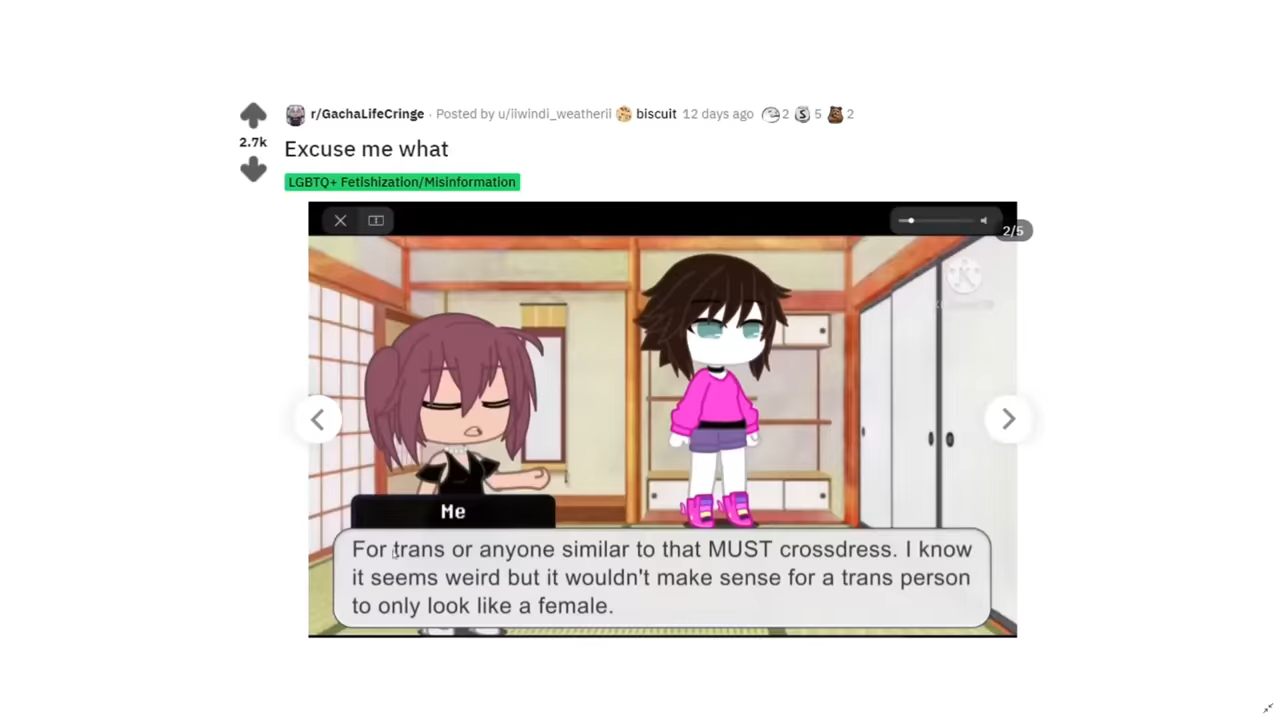 r/GachaLifeCringe · Posted by u/iiwindi_weatherii biscuit 12 days ago 2 5 2
2.7k
Excuse me what
LGBTQ+ Fetishization/Misinformation
2/5
Me
For trans or anyone similar to that MUST crossdress. I know
it seems weird but it wouldn't make sense for a trans person
to only look like a female.